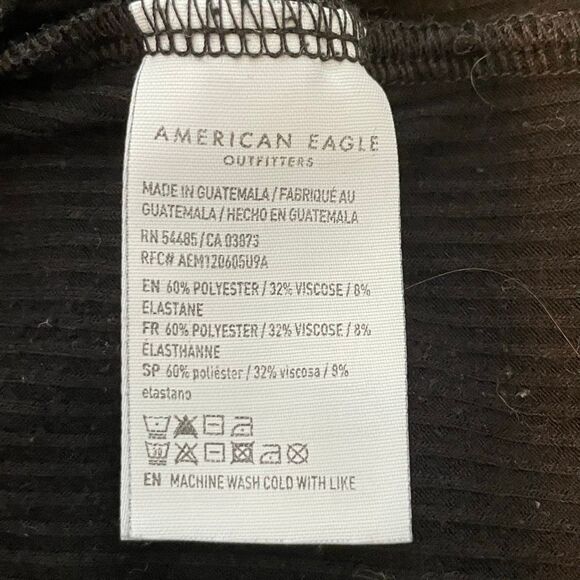 AMERICAN EAGLE
OUTFITTERS
MADE IN GUATEMALA / FABRIQUÉ AU
GUATEMALA / HECHO EN GUATEMALA
RN 54485 / CA 03873
RFC# AEM120605U9A
EN 60% POLYESTER / 32% VISCOSE / 8%
ELASTANE
FR 60% POLYESTER / 32% VISCOSE / 8%
ÉLASTHANNE
SP 60% poliéster / 32% viscosa / 8%
elastano
30
EN MACHINE WASH COLD WITH LIKE